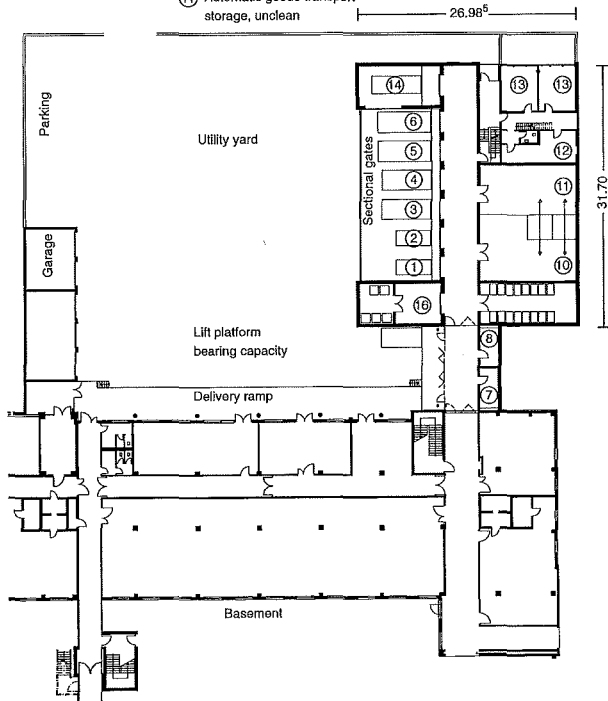 14 Automatic goods transport
storage, unclean
26.98⁵
Parking
Utility yard
Garage
Sectional gates
14
6
5
4
3
2
1
16
13
13
12
11
10
31.70
8
7
Lift platform
bearing capacity
Delivery ramp
Basement